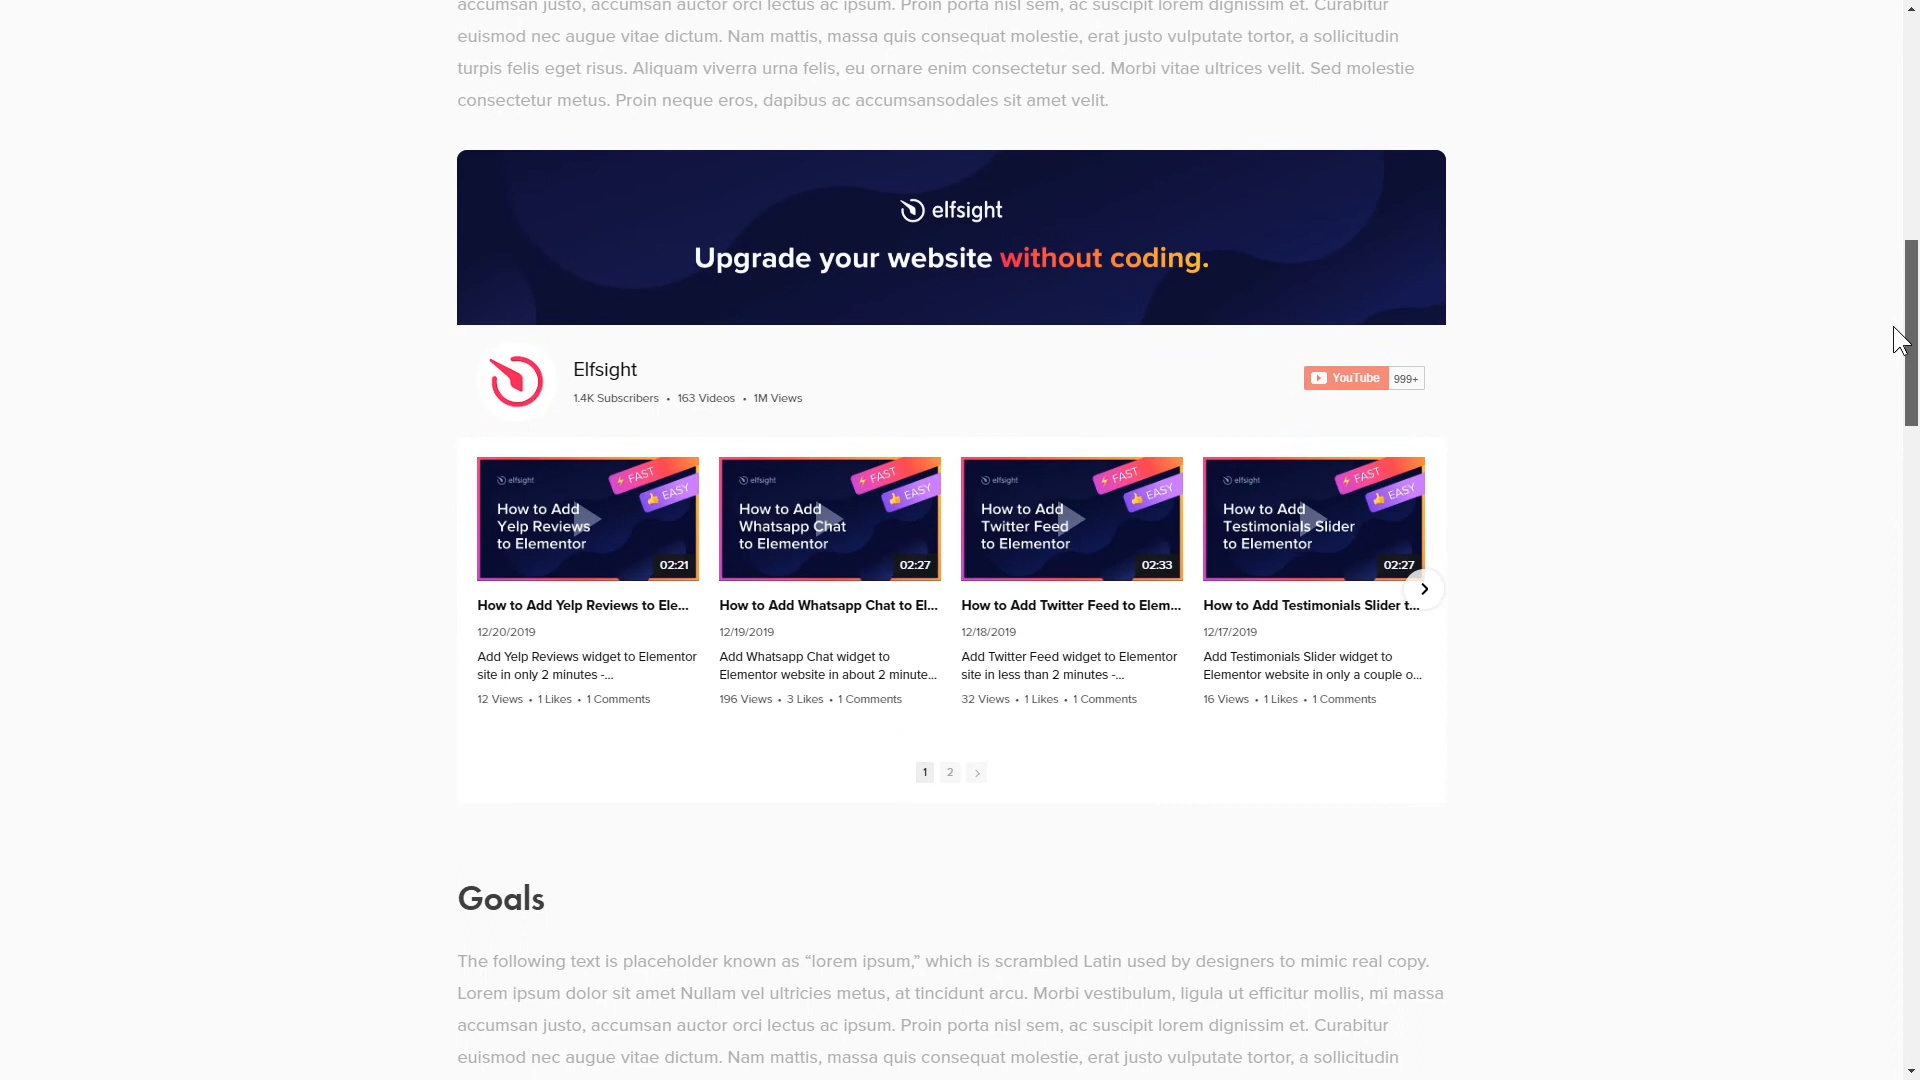 accumsan justo, accumsan auctor orci lectus ac ipsum. Proin porta nisl sem, ac suscipit lorem dignissim et. Curabitur
euismod nec augue vitae dictum. Nam mattis, massa quis consequat molestie, erat justo vulputate tortor, a sollicitudin
turpis felis eget risus. Aliquam viverra urna felis, eu ornare enim consectetur sed. Morbi vitae ultrices velit. Sed molestie
consectetur metus. Proin neque eros, dapibus ac accumsansodales sit amet velit.
elfsight
Upgrade your website without coding.
Elfsight
1.4K Subscribers • 163 Videos • 1M Views
YouTube 999+
elfsight
FAST
EASY
How to Add
Yelp Reviews
to Elementor
02:21
elfsight
FAST
EASY
How to Add
Whatsapp Chat
to Elementor
02:27
elfsight
FAST
EASY
How to Add
Twitter Feed
to Elementor
02:33
elfsight
FAST
EASY
How to Add
Testimonials Slider
to Elementor
02:27
How to Add Yelp Reviews to Ele...
12/20/2019
Add Yelp Reviews widget to Elementor
site in only 2 minutes -...
12 Views • 1 Likes • 1 Comments
How to Add Whatsapp Chat to El...
12/19/2019
Add Whatsapp Chat widget to
Elementor website in about 2 minute...
196 Views • 3 Likes • 1 Comments
How to Add Twitter Feed to Elem...
12/18/2019
Add Twitter Feed widget to Elementor
site in less than 2 minutes -...
32 Views • 1 Likes • 1 Comments
How to Add Testimonials Slider t...
12/17/2019
Add Testimonials Slider widget to
Elementor website in only a couple o...
16 Views • 1 Likes • 1 Comments
1 2 ›
Goals
The following text is placeholder known as “lorem ipsum,” which is scrambled Latin used by designers to mimic real copy.
Lorem ipsum dolor sit amet Nullam vel ultricies metus, at tincidunt arcu. Morbi vestibulum, ligula ut efficitur mollis, mi massa
accumsan justo, accumsan auctor orci lectus ac ipsum. Proin porta nisl sem, ac suscipit lorem dignissim et. Curabitur
euismod nec augue vitae dictum. Nam mattis, massa quis consequat molestie, erat justo vulputate tortor, a sollicitudin